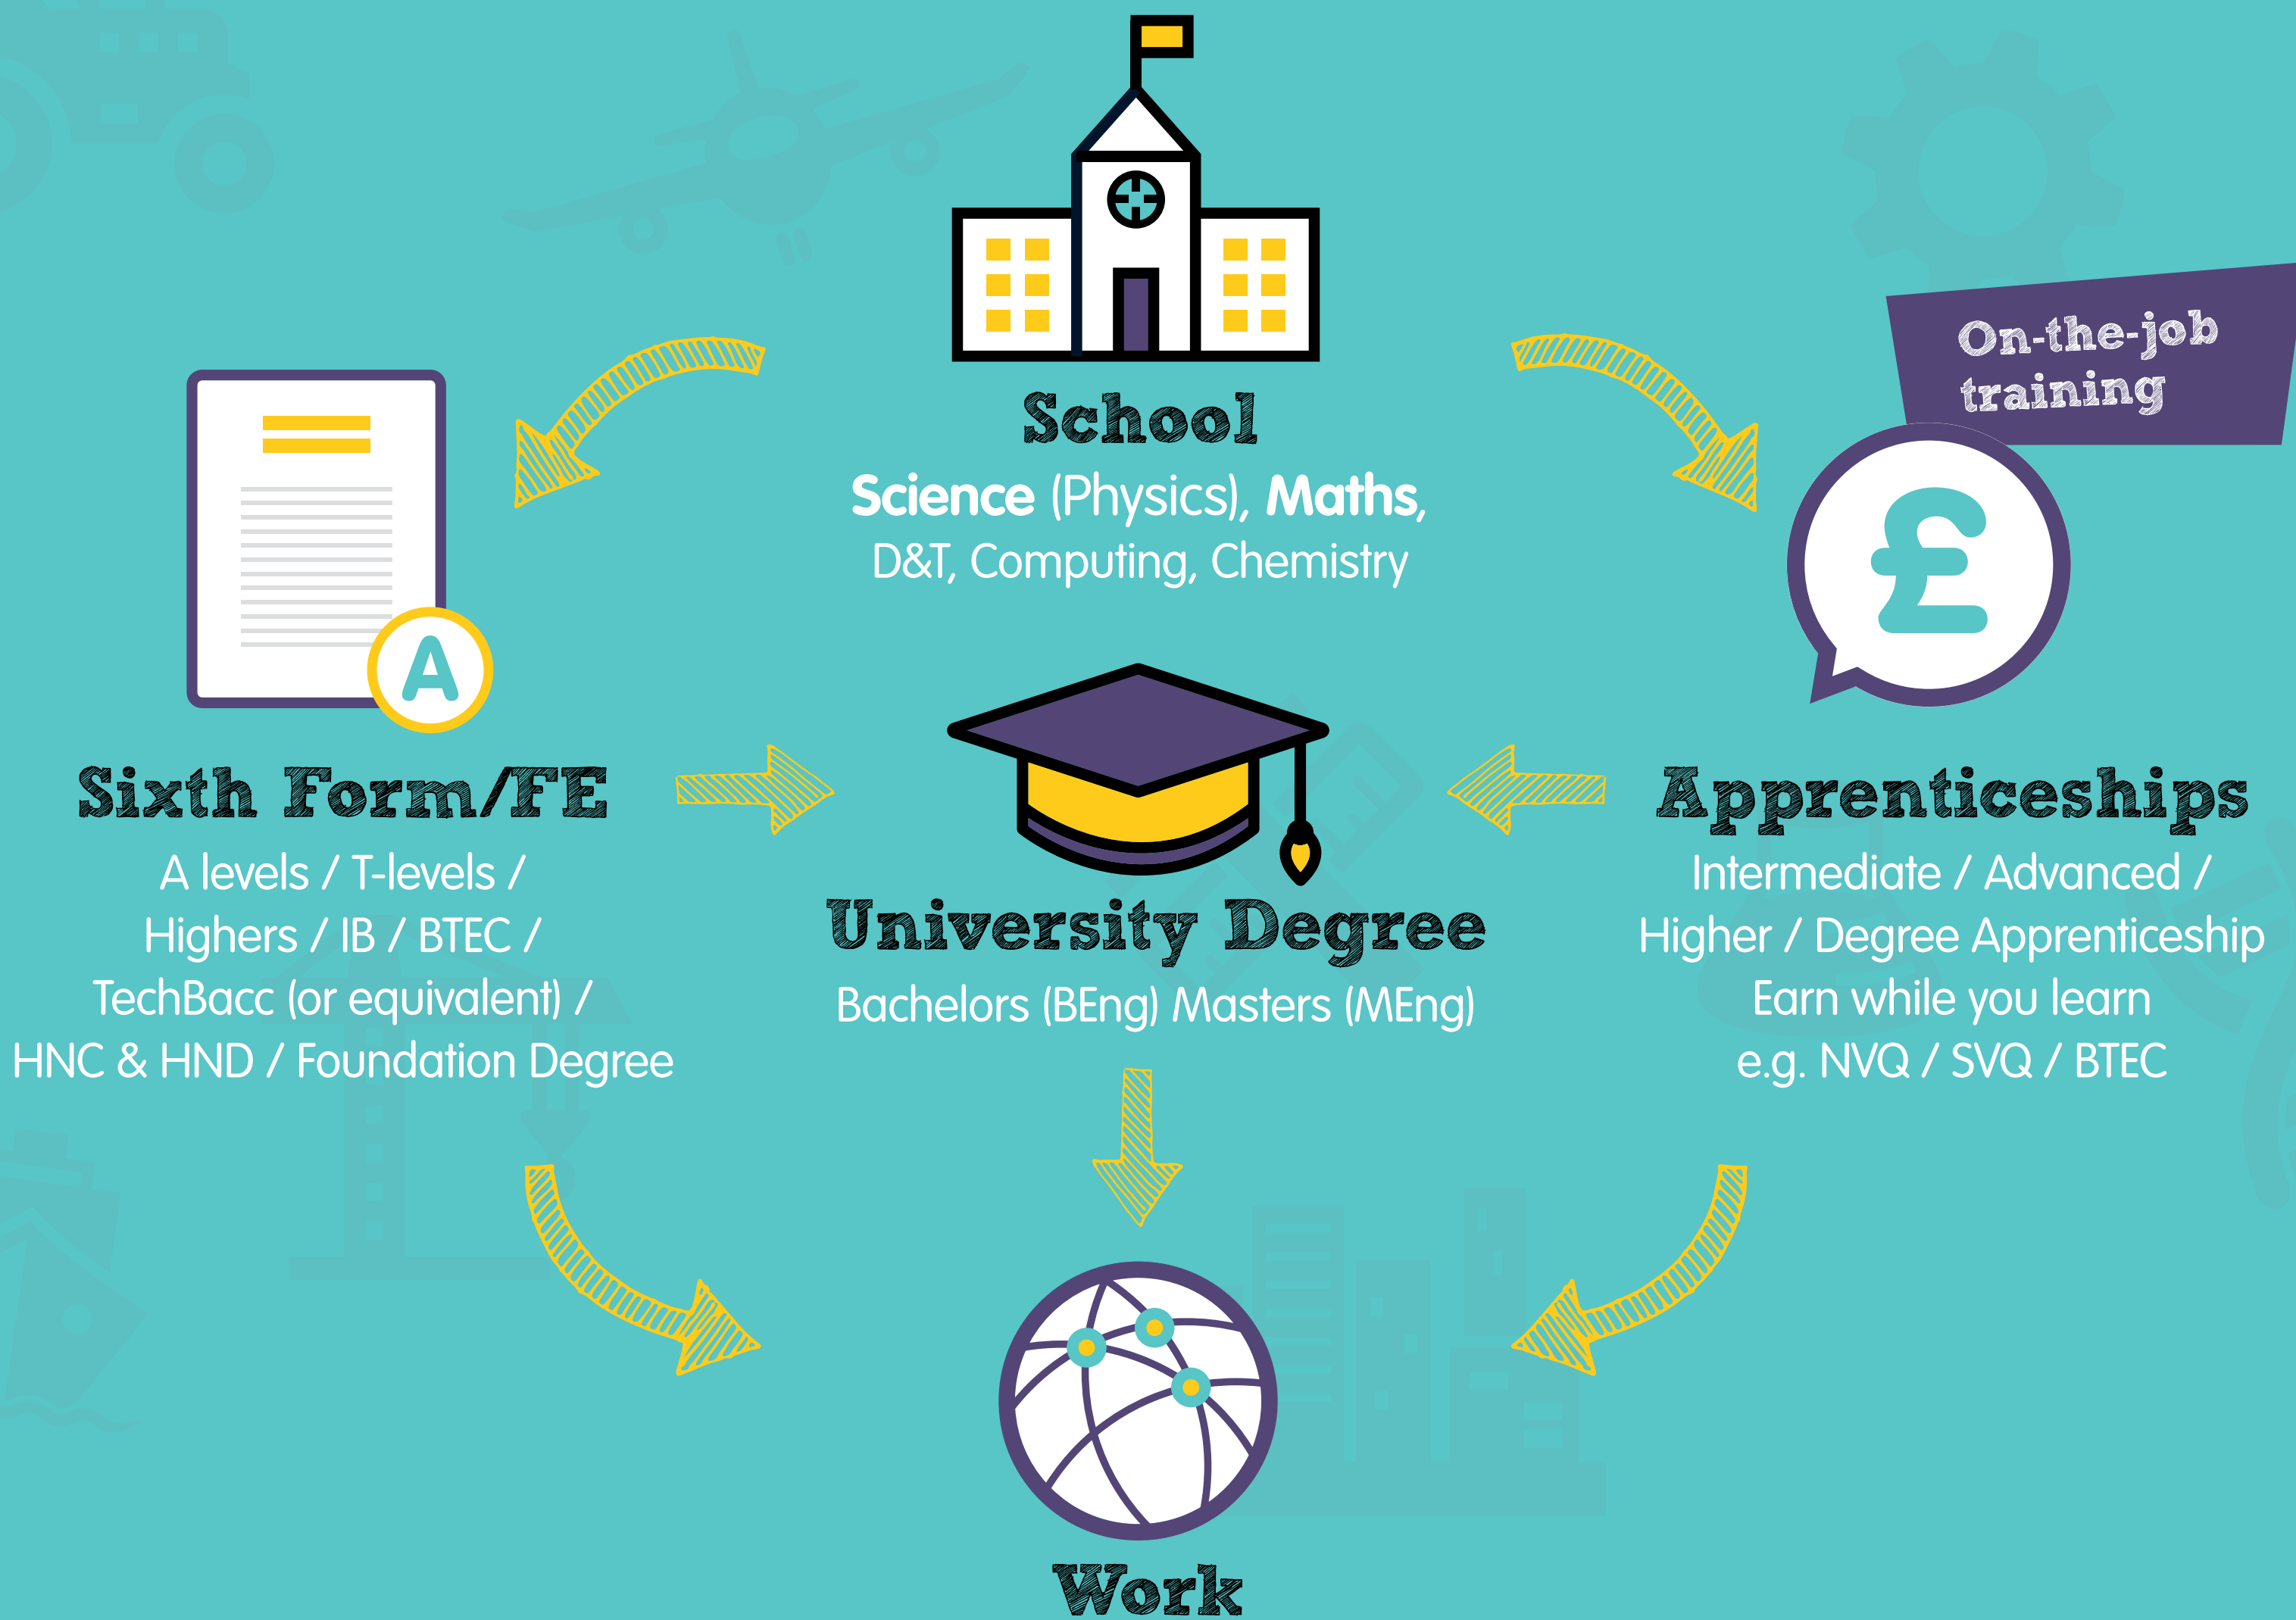 On-the-job
training
School
Science (Physics), Maths,
D&T, Computing, Chemistry
£
A
Sixth Form/FE
A levels / T-levels /
Highers / IB / BTEC /
TechBacc (or equivalent) /
HNC & HND / Foundation Degree
University Degree
Bachelors (BEng) Masters (MEng)
Apprenticeships
Intermediate / Advanced /
Higher / Degree Apprenticeship
Earn while you learn
e.g. NVQ / SVQ / BTEC
Work